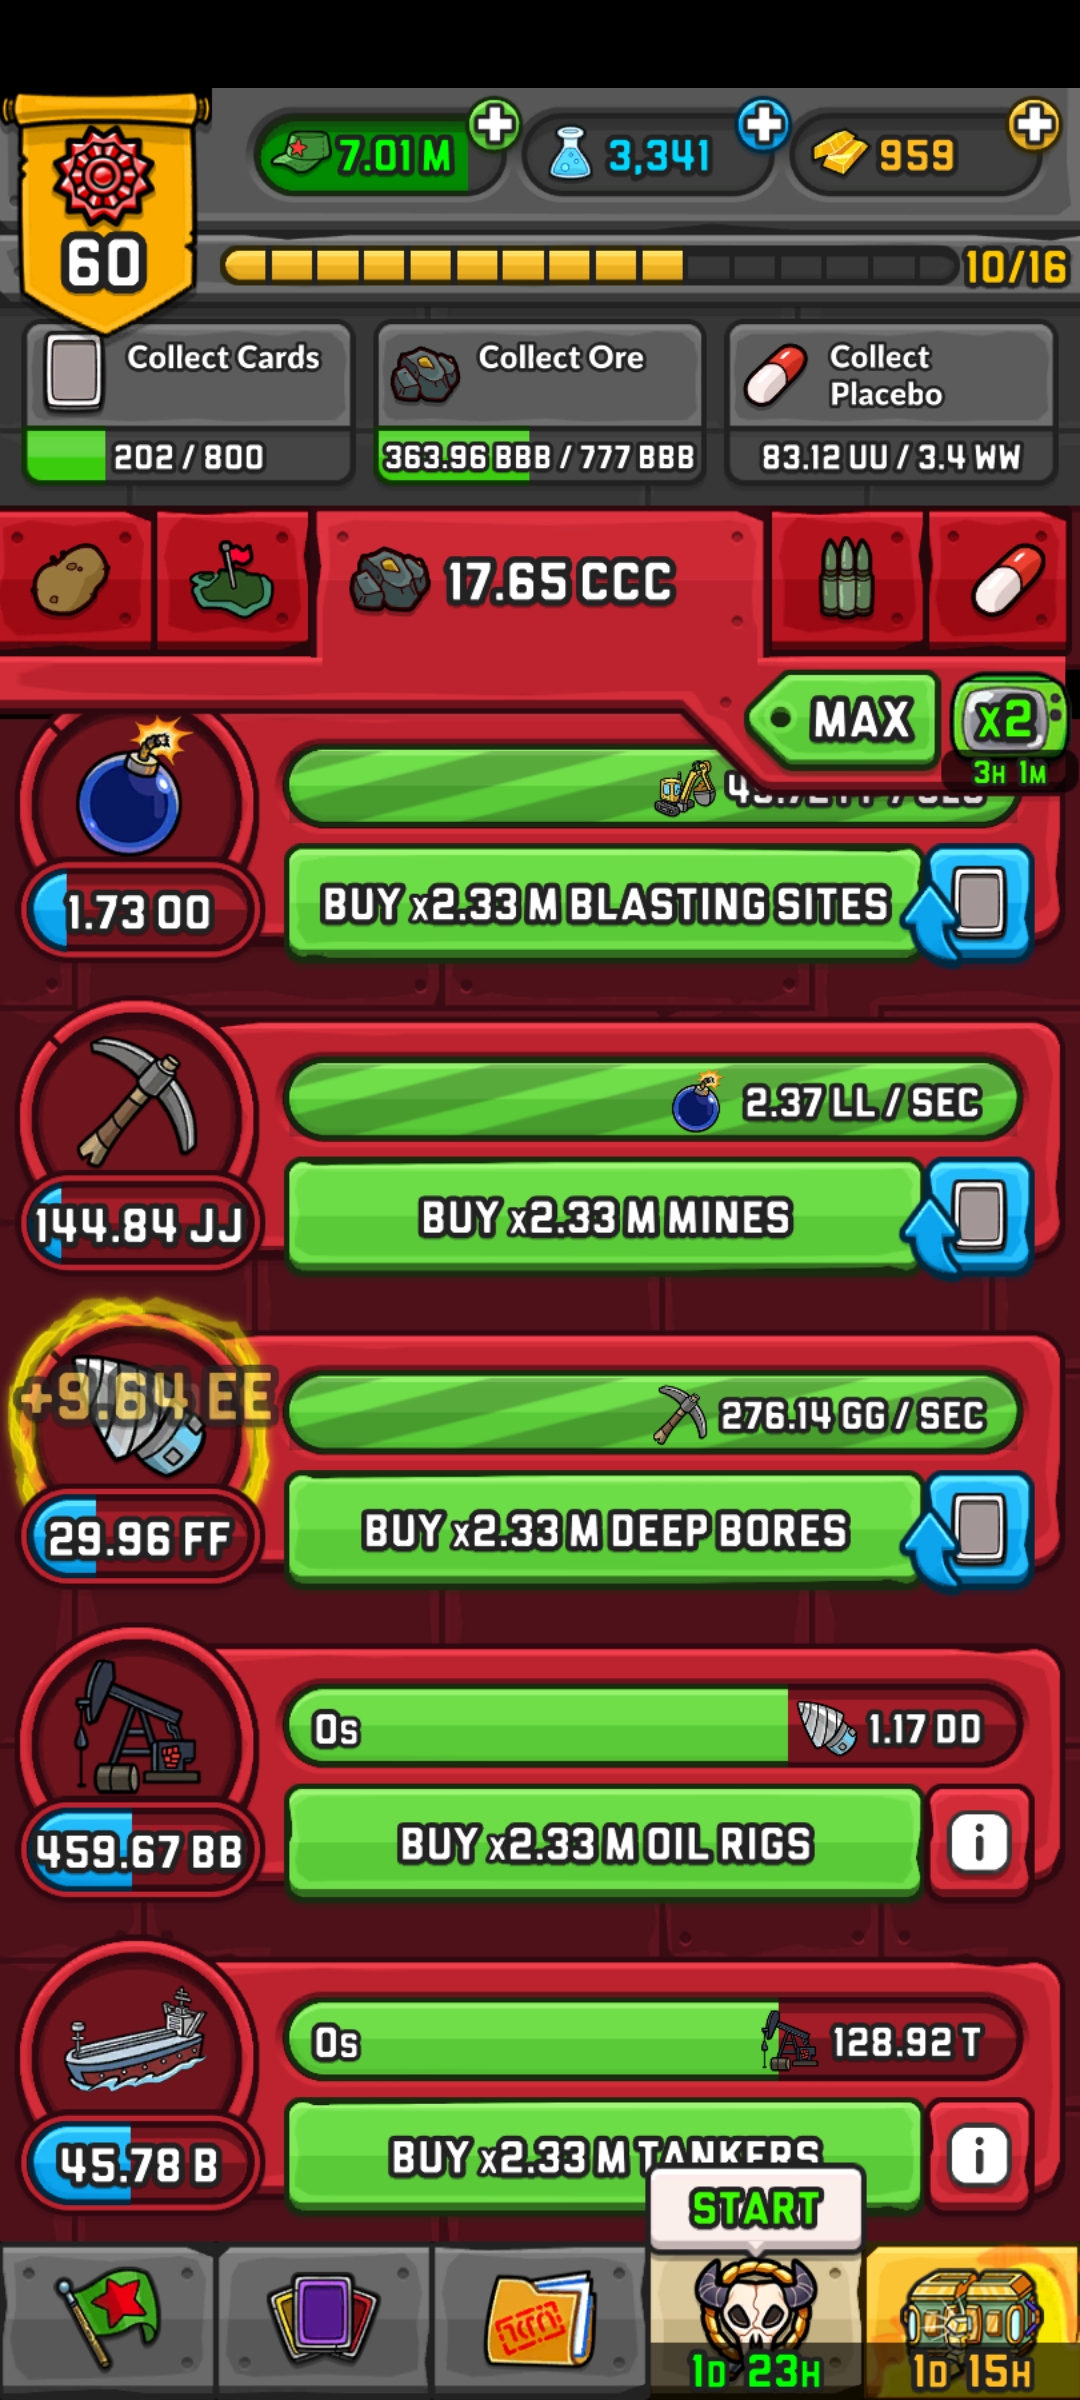 7.01 M
3,341
959
60
10/16
Collect Cards
202 / 800
Collect Ore
363.96 BBB / 777 BBB
Collect
Placebo
83.12 UU / 3.4 WW
17.65 CCC
MAX
x2
3H 1M
1.73 OO
BUY x2.33 M BLASTING SITES
2.37 LL / SEC
144.84 JJ
BUY x2.33 M MINES
+9.64 EE
276.14 GG / SEC
29.96 FF
BUY x2.33 M DEEP BORES
0s
1.17 DD
459.67 BB
BUY x2.33 M OIL RIGS
i
0s
128.92 T
45.78 B
BUY x2.33 M TANKERS
i
START
1D 23H
1D 15H